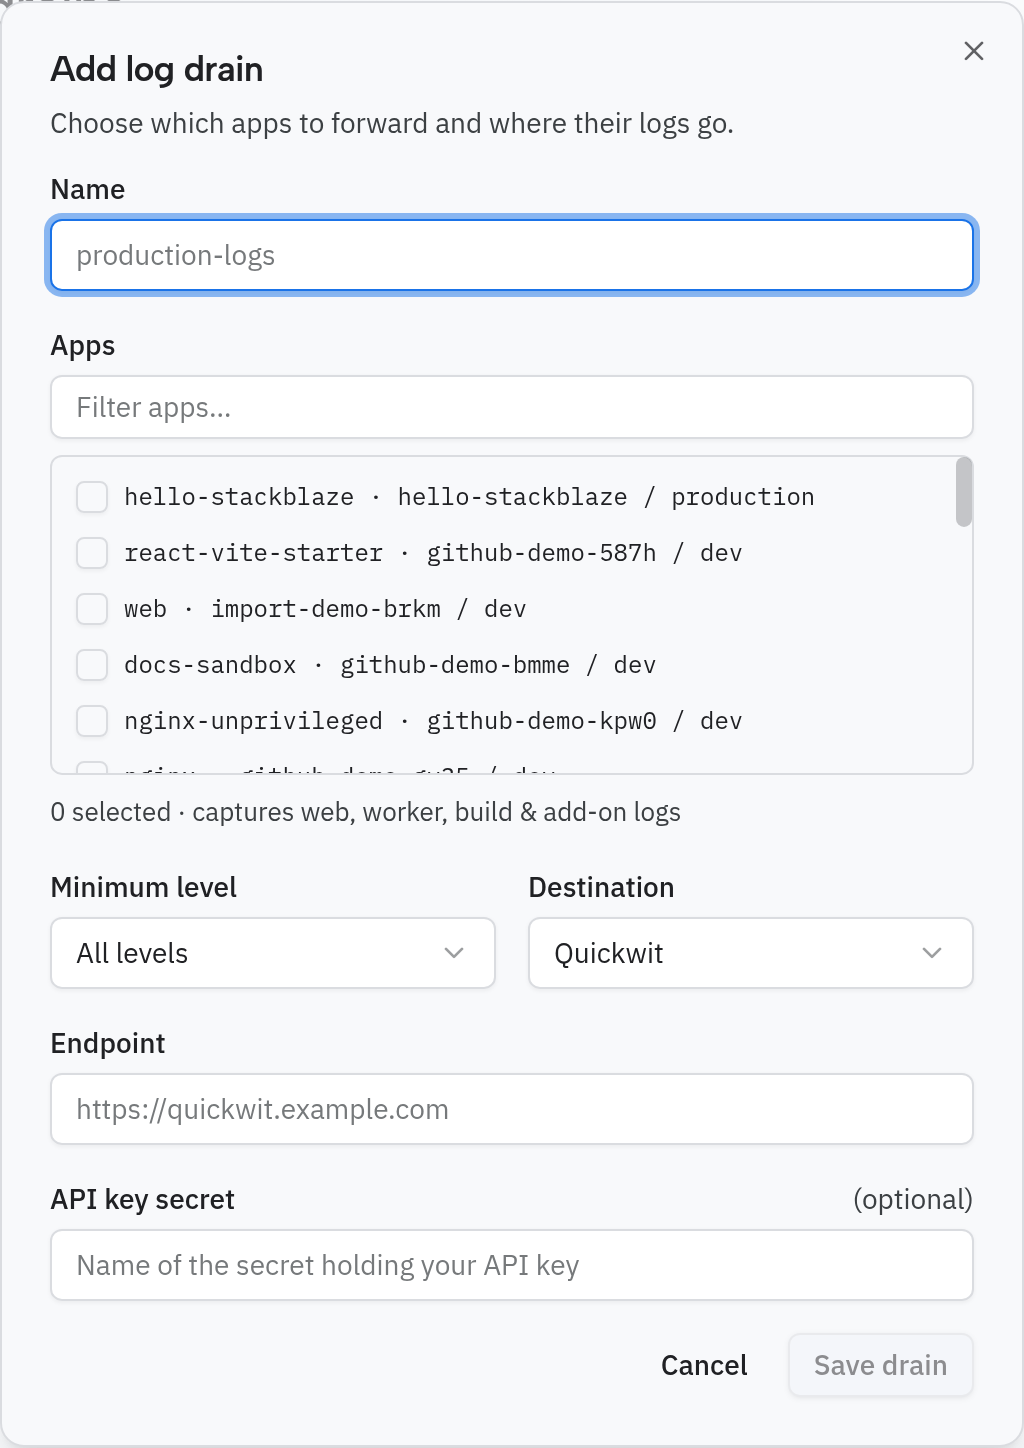 Add log drain
Choose which apps to forward and where their logs go.
Name
production-logs
Apps
Filter apps...
hello-stackblaze · hello-stackblaze / production
react-vite-starter · github-demo-587h / dev
web · import-demo-brkm / dev
docs-sandbox · github-demo-bmme / dev
nginx-unprivileged · github-demo-kpw0 / dev
0 selected · captures web, worker, build & add-on logs
Minimum level
Destination
All levels
Quickwit
Endpoint
https://quickwit.example.com
API key secret
(optional)
Name of the secret holding your API key
Cancel
Save drain